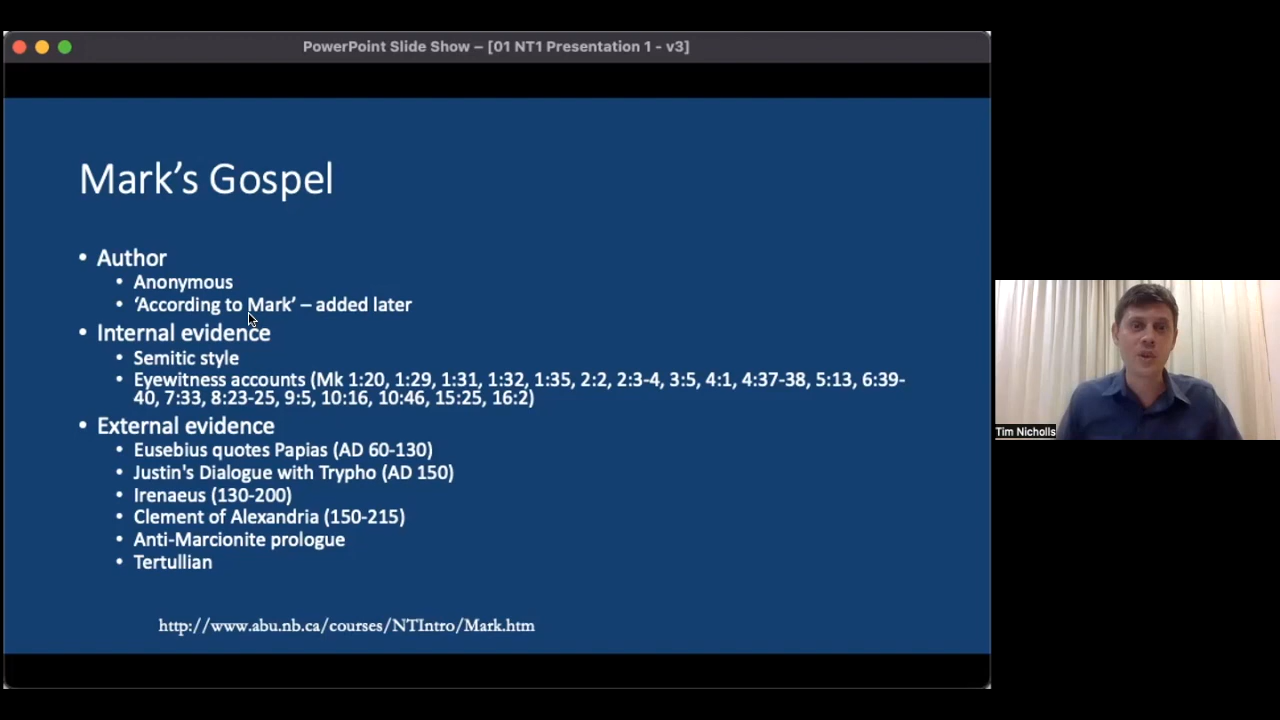 PowerPoint Slide Show – [01 NT1 Presentation 1 - v3]
Mark’s Gospel
• Author
• Anonymous
• ‘According to Mark’ – added later
• Internal evidence
• Semitic style
• Eyewitness accounts (Mk 1:20, 1:29, 1:31, 1:32, 1:35, 2:2, 2:3-4, 3:5, 4:1, 4:37-38, 5:13, 6:39-
40, 7:33, 8:23-25, 9:5, 10:16, 10:46, 15:25, 16:2)
• External evidence
• Eusebius quotes Papias (AD 60-130)
• Justin's Dialogue with Trypho (AD 150)
• Irenaeus (130-200)
• Clement of Alexandria (150-215)
• Anti-Marcionite prologue
• Tertullian
http://www.abu.nb.ca/courses/NTIntro/Mark.htm
Tim Nicholls